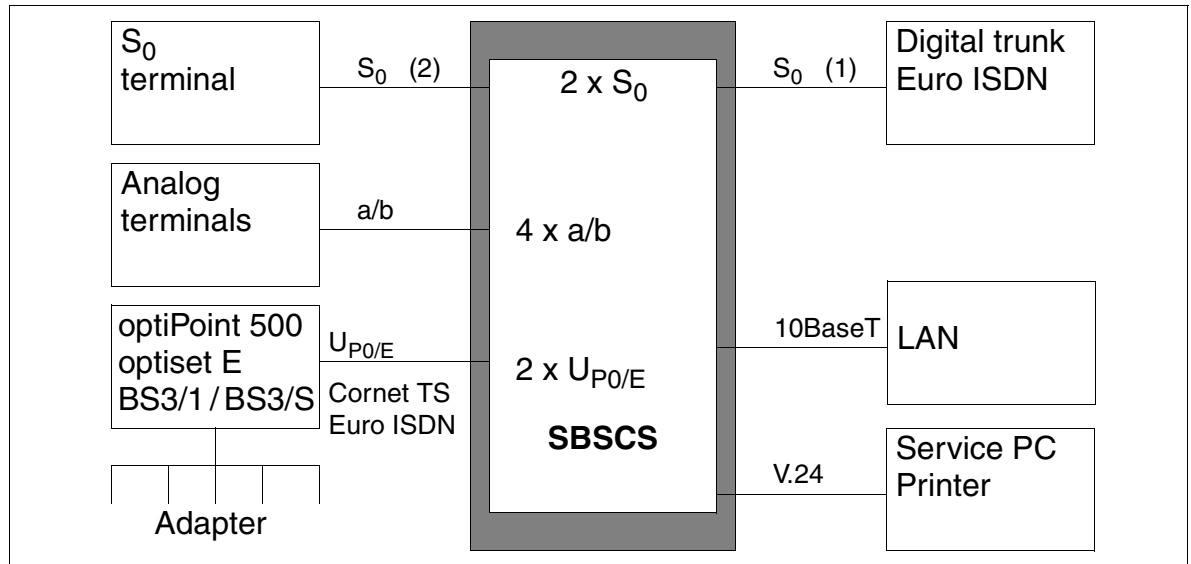 S0
terminal
S0 (2)
Analog
terminals
a/b
optiPoint 500
optiset E
BS3/1 / BS3/S
UP0/E
Cornet TS
Euro ISDN
Adapter
2 x S0
4 x a/b
2 x UP0/E
SBSCS
S0 (1)
Digital trunk
Euro ISDN
10BaseT
LAN
V.24
Service PC
Printer